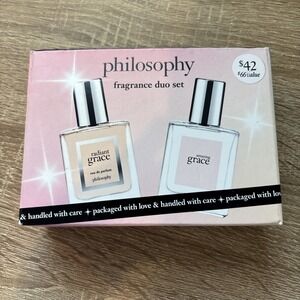 philosophy
fragrance duo set
$42
$66 value
radiant
grace
eau de parfum
philosophy
amazing
grace
& handled with care ✦ packaged with love & handled with care ✦ packaged with lov